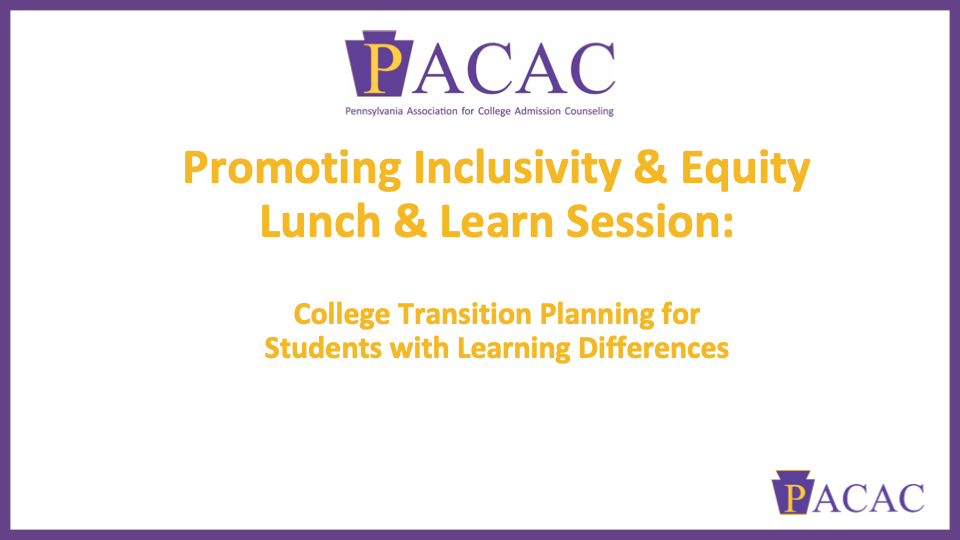 PACAC
Pennsylvania Association for College Admission Counseling
Promoting Inclusivity & Equity
Lunch & Learn Session:
College Transition Planning for
Students with Learning Differences
PACAC